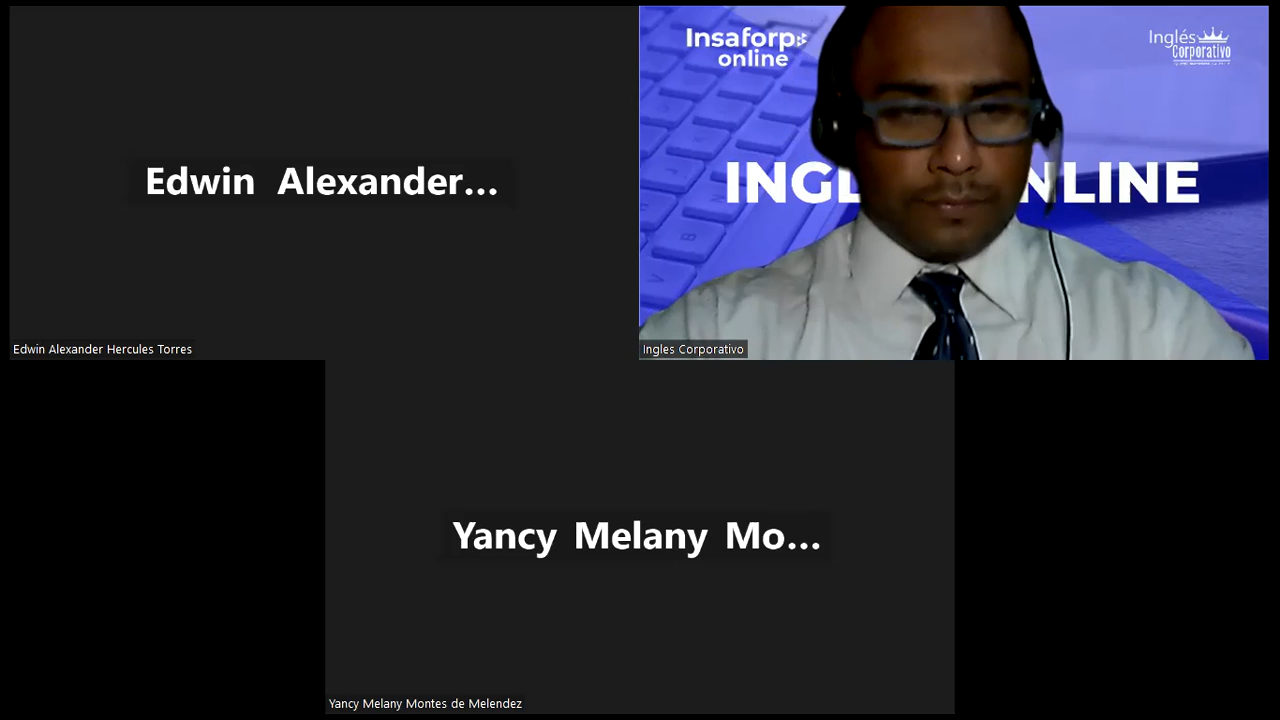 Edwin Alexander...
Edwin Alexander Hercules Torres
Insaforp
online
Inglés
Corporativo
INGL NLINE
Ingles Corporativo
Yancy Melany Mo...
Yancy Melany Montes de Melendez